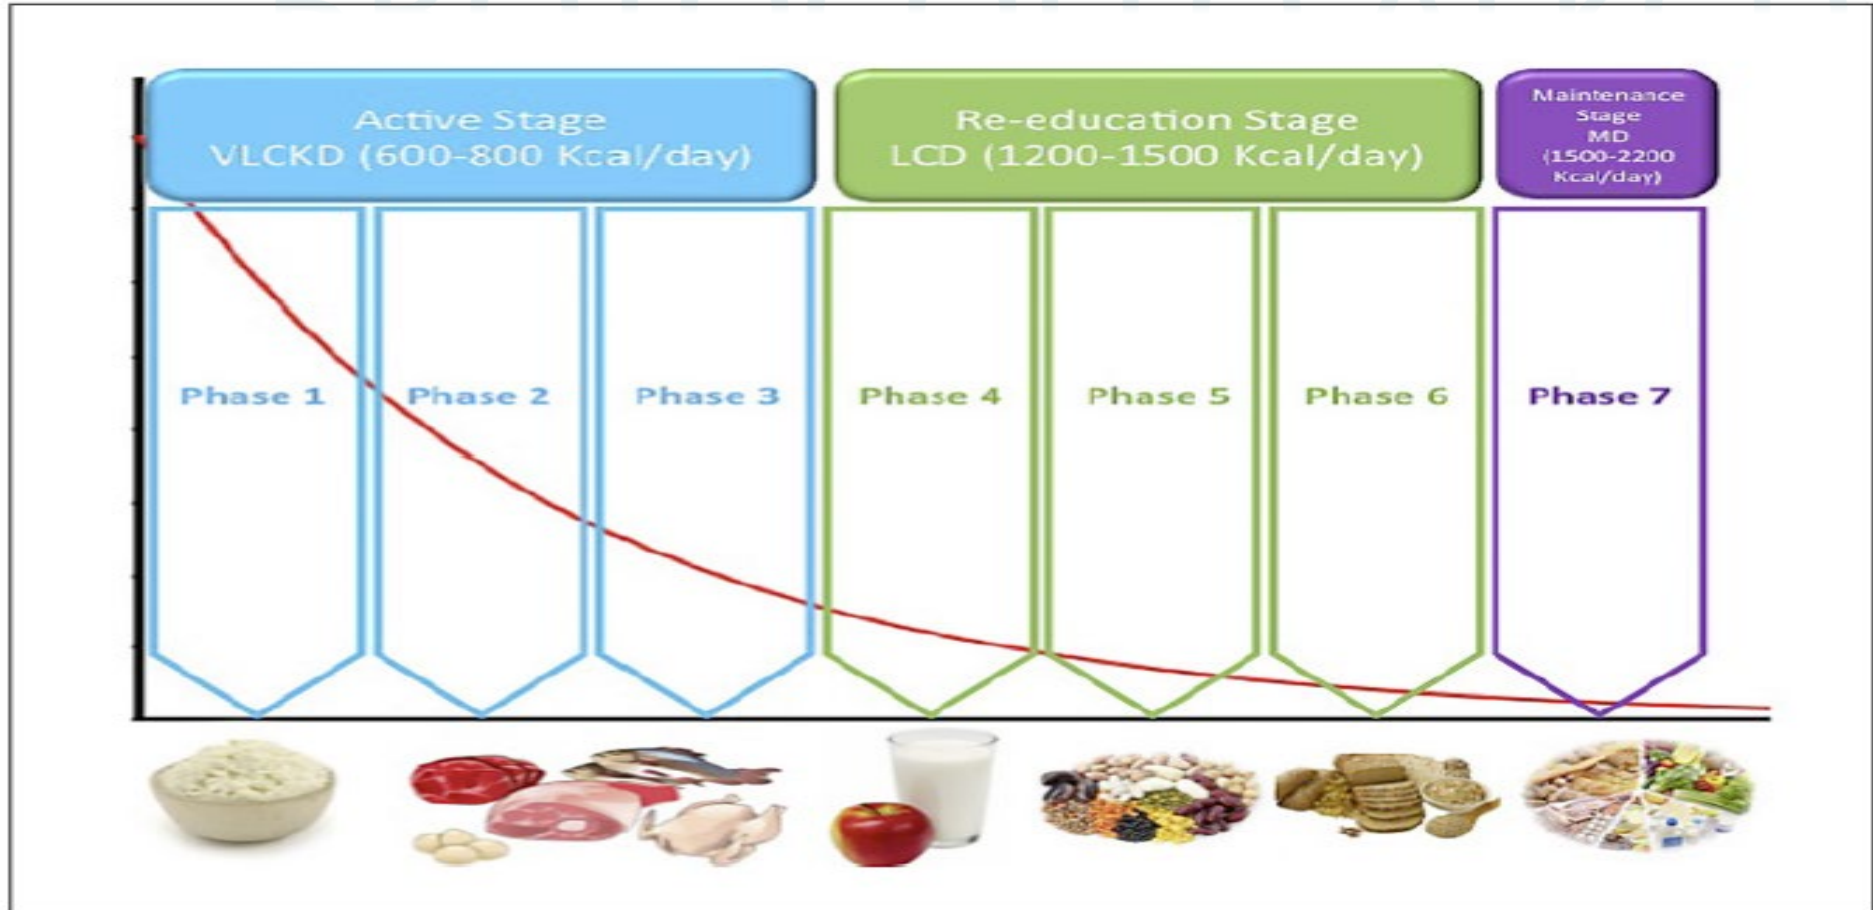 Active Stage
VLCKD (600-800 Kcal/day)
Re-education Stage
LCD (1200-1500 Kcal/day)
Maintenance
Stage
MD
(1500-2200
Kcal/day)
Phase 1
Phase 2
Phase 3
Phase 4
Phase 5
Phase 6
Phase 7